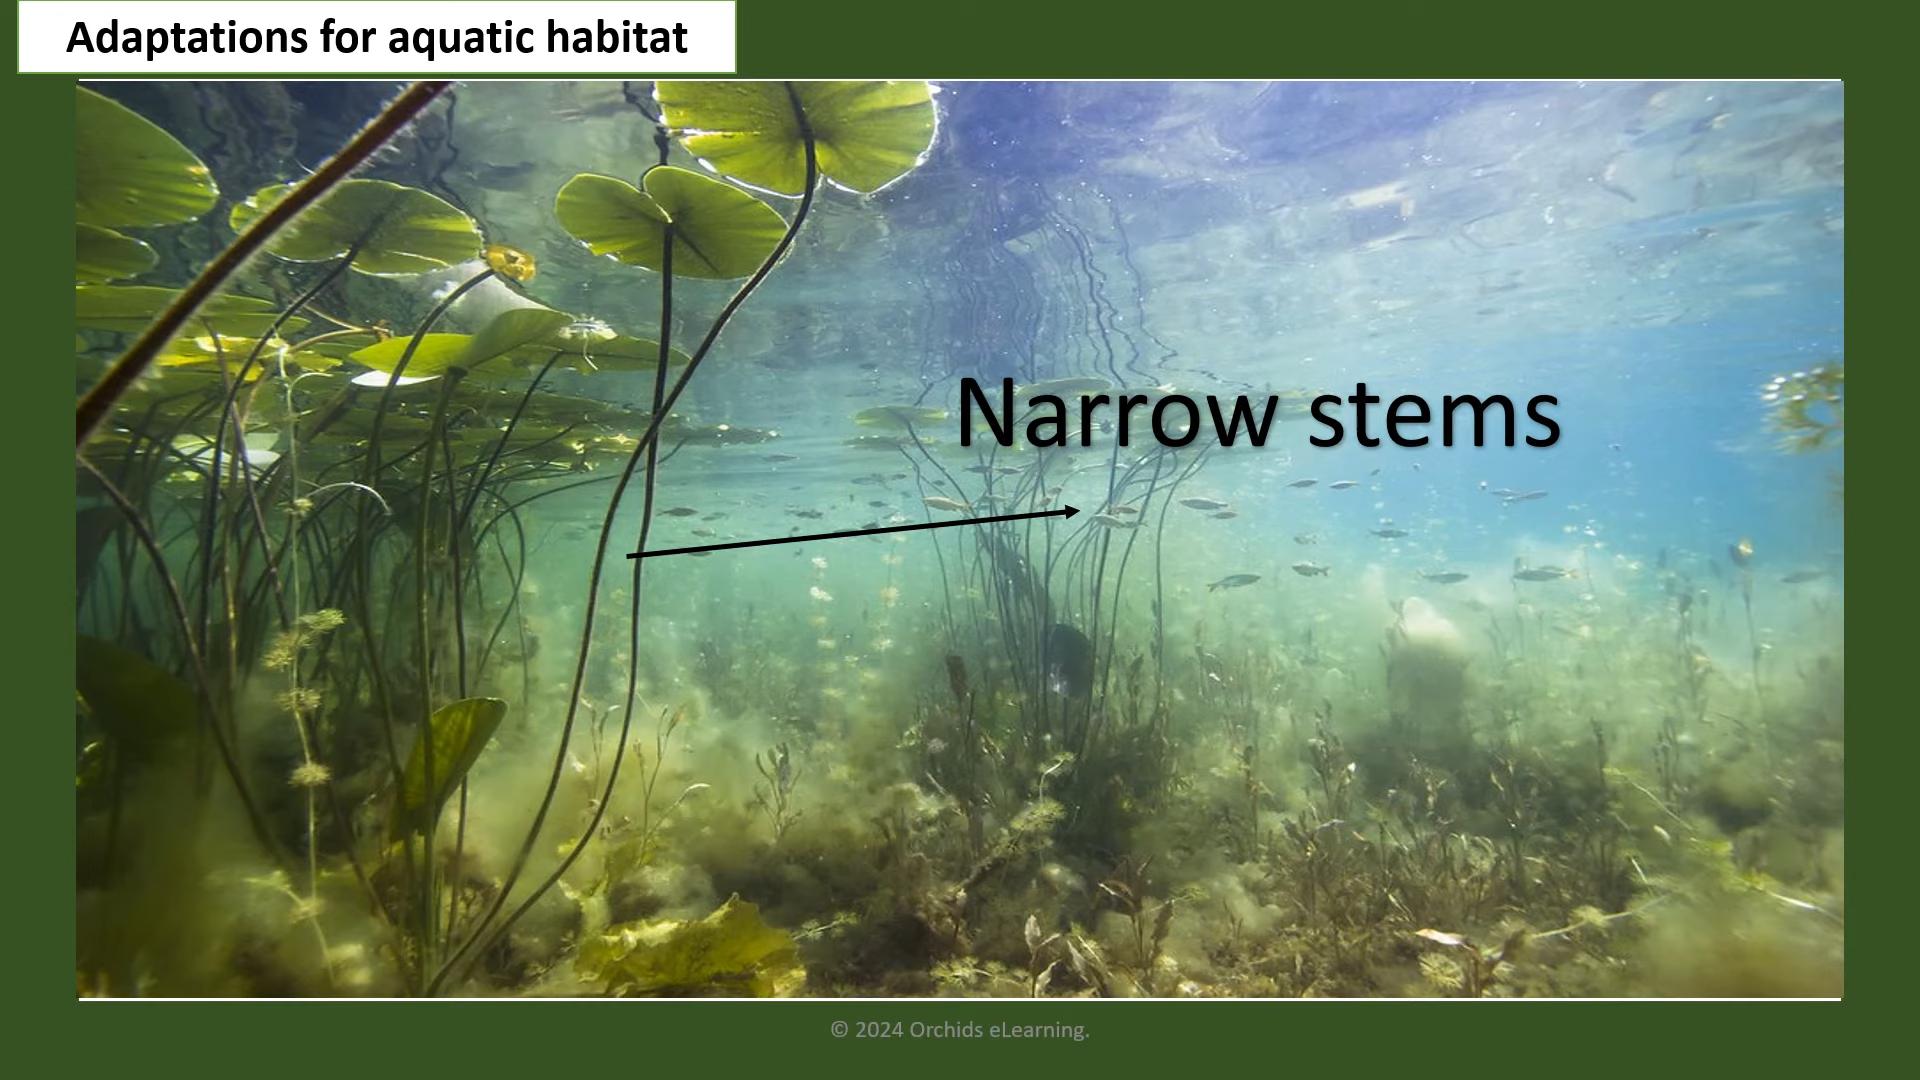 Adaptations for aquatic habitat
Narrow stems
© 2024 Orchids eLearning.